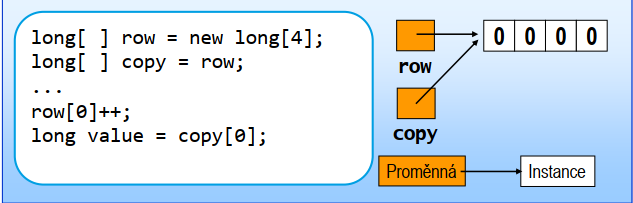 long[ ] row = new long[4];
long[ ] copy = row;
...
row[0]++;
long value = copy[0];
row
0 0 0 0
copy
Proměnná
Instance